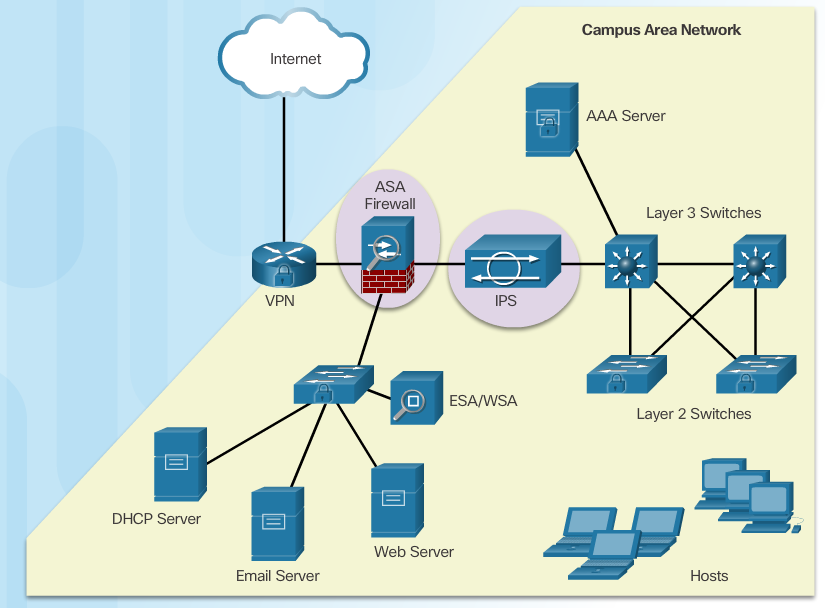 Campus Area Network
Internet
AAA Server
ASA
Firewall
Layer 3 Switches
VPN
IPS
ESA/WSA
Layer 2 Switches
DHCP Server
Web Server
Email Server
Hosts